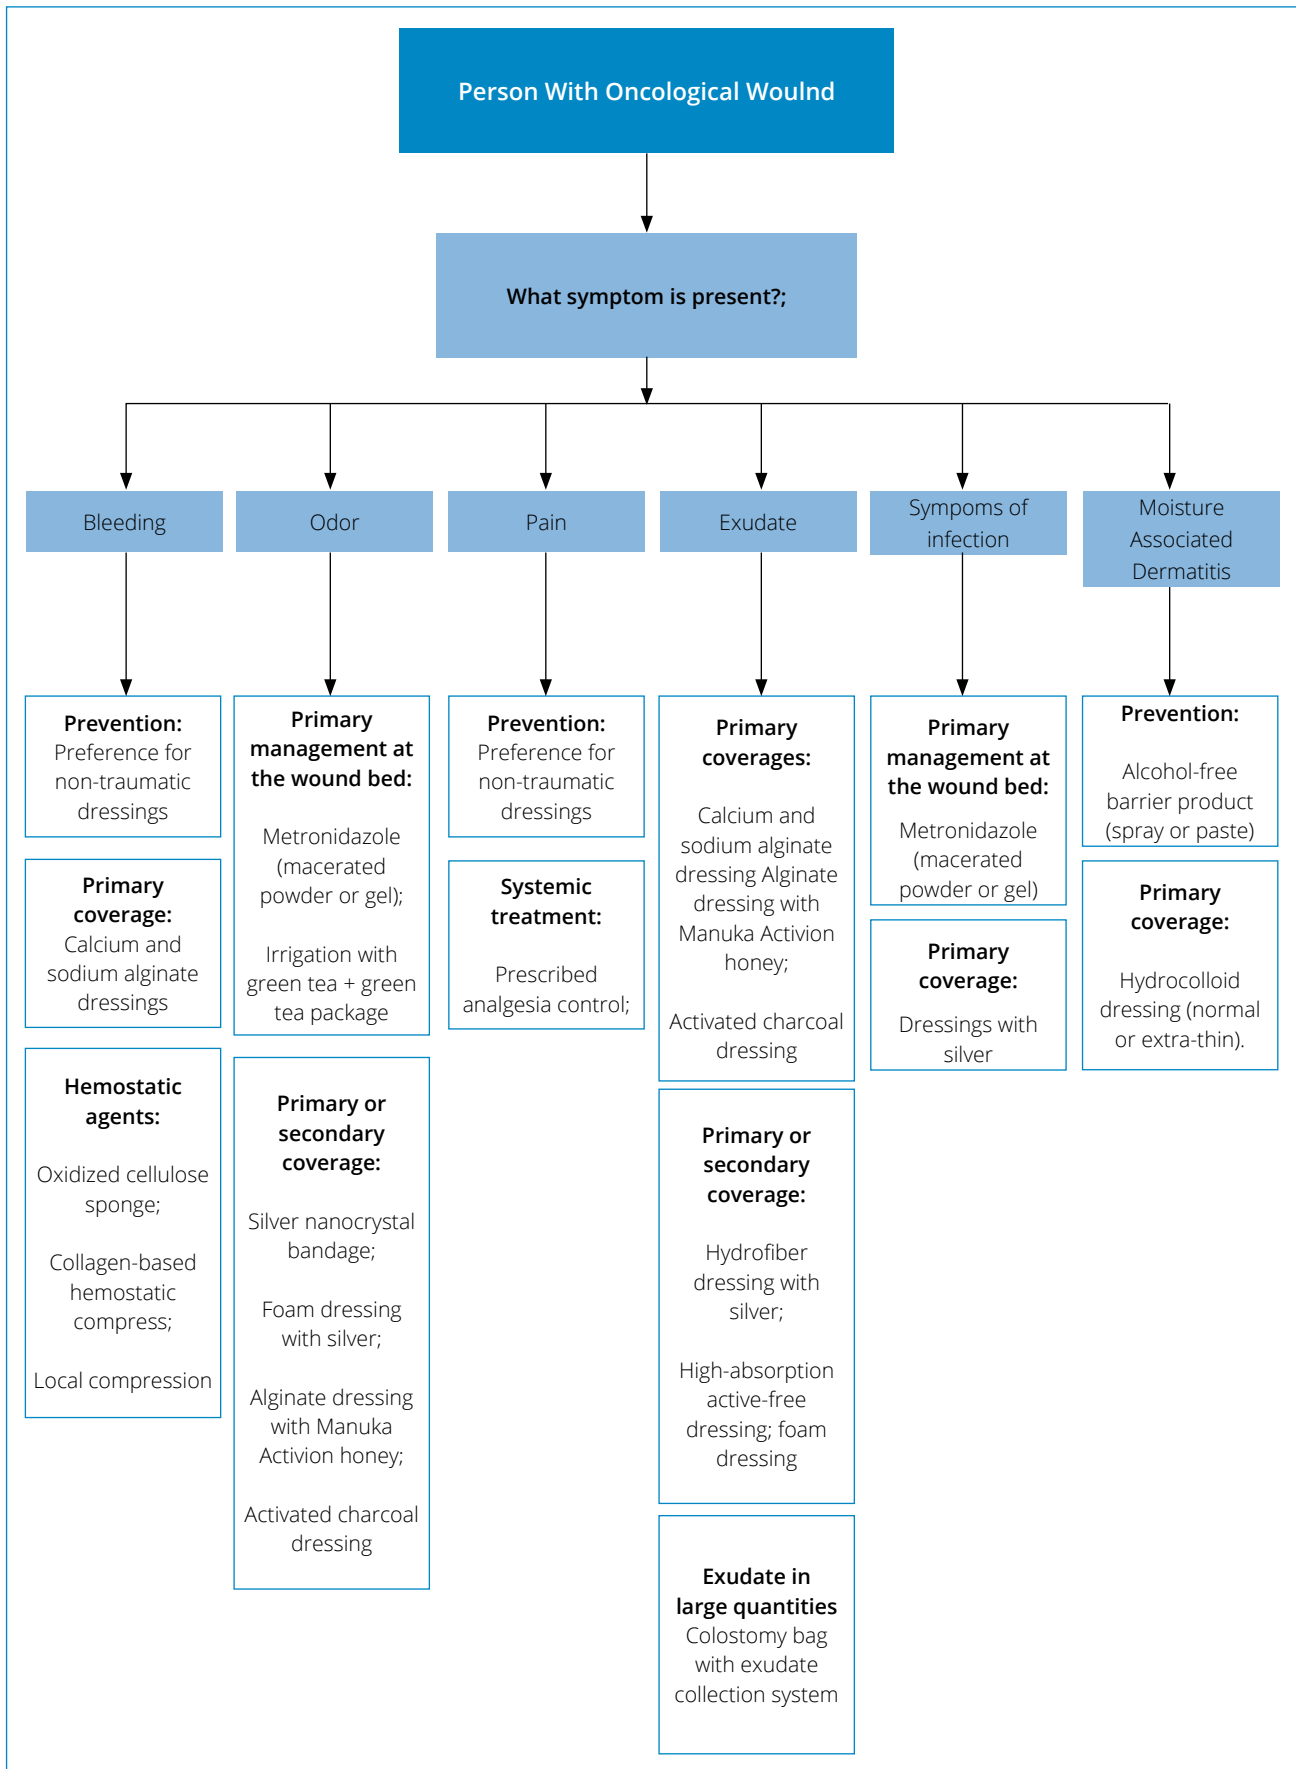 Person With Oncological Woulnd
What symptom is present?;
Bleeding
Odor
Pain
Exudate
Sympoms of
infection
Moisture
Associated
Dermatitis
Prevention:
Preference for
non-traumatic
dressings
Primary
coverage:
Calcium and
sodium alginate
dressings
Hemostatic
agents:
Oxidized cellulose
sponge;
Collagen-based
hemostatic
compress;
Local compression
Primary
management at
the wound bed:
Metronidazole
(macerated
powder or gel);
Irrigation with
green tea + green
tea package
Primary or
secondary
coverage:
Silver nanocrystal
bandage;
Foam dressing
with silver;
Alginate dressing
with Manuka
Activion honey;
Activated charcoal
dressing
Prevention:
Preference for
non-traumatic
dressings
Systemic
treatment:
Prescribed
analgesia control;
Primary
coverages:
Calcium and
sodium alginate
dressing Alginate
dressing with
Manuka Activion
honey;
Activated charcoal
dressing
Primary or
secondary
coverage:
Hydrofiber
dressing with
silver;
High-absorption
active-free
dressing; foam
dressing
Exudate in
large quantities
Colostomy bag
with exudate
collection system
Primary
management at
the wound bed:
Metronidazole
(macerated
powder or gel)
Primary
coverage:
Dressings with
silver
Prevention:
Alcohol-free
barrier product
(spray or paste)
Primary
coverage:
Hydrocolloid
dressing (normal
or extra-thin).